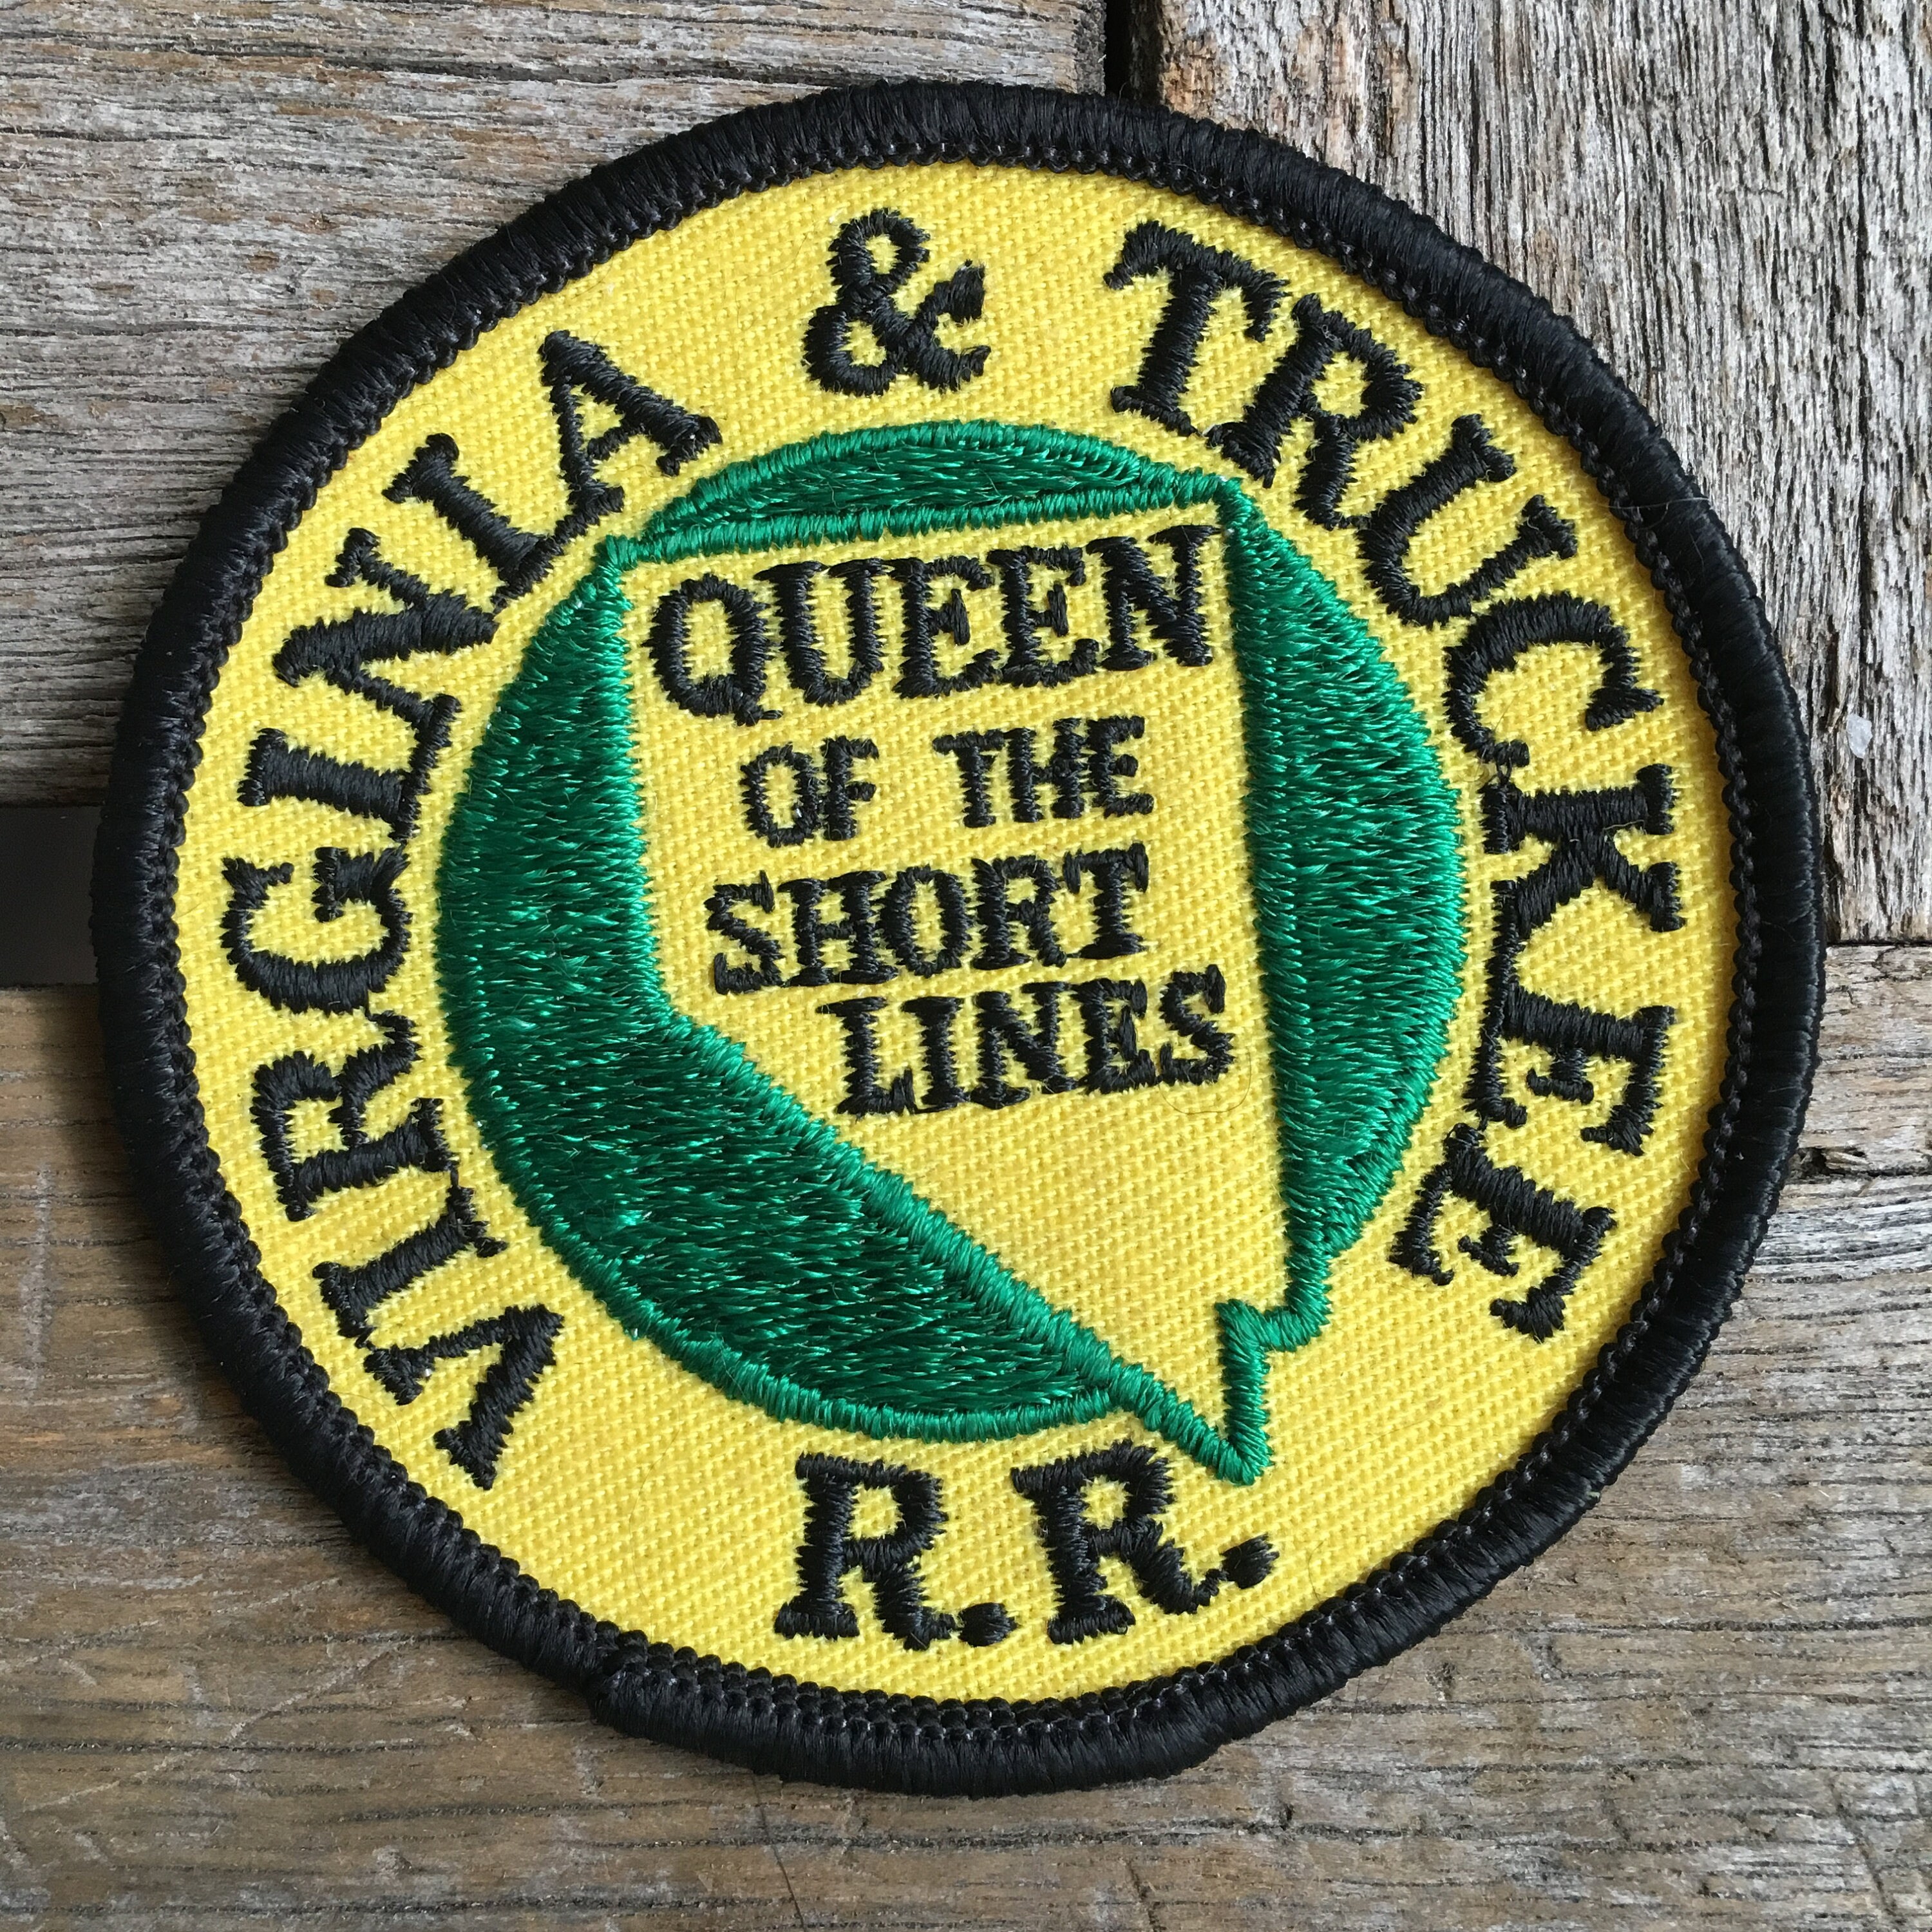 VIRGINIA & TRUCKEE
QUEEN
OF THE
SHORT
LINES
R.R.